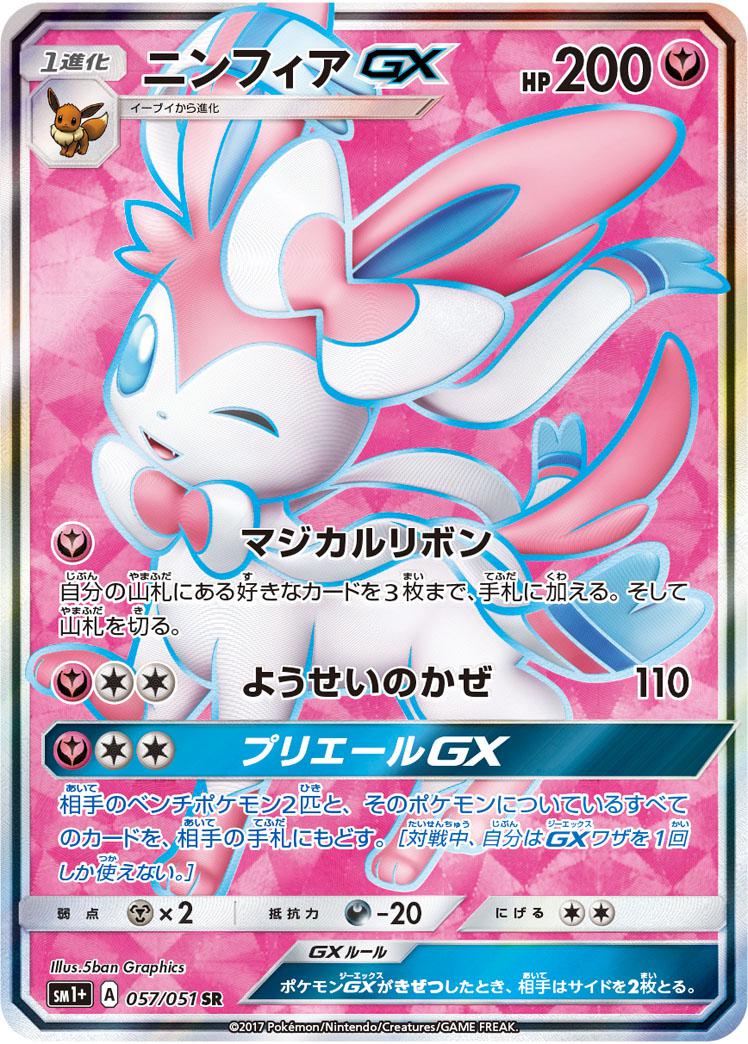 1進化
ニンフィアGX
HP200
イーブイから進化
マジカルリボン
自分の山札にある好きなカードを3枚まで、手札に加える。そして
山札を切る。
ようせいのかぜ 110
プリエールGX
相手のベンチポケモン2匹と、そのポケモンについているすべて
のカードを、相手の手札にもどす。[対戦中、自分はGXワザを1回
しか使えない。]
弱点 ×2 抵抗力 -20 にげる
GXルール
ポケモンGXがきぜつしたとき、相手はサイドを2枚とる。
Illus.5ban Graphics
SM1+ A 057/051 SR
©2017 Pokémon/Nintendo/Creatures/GAME FREAK.